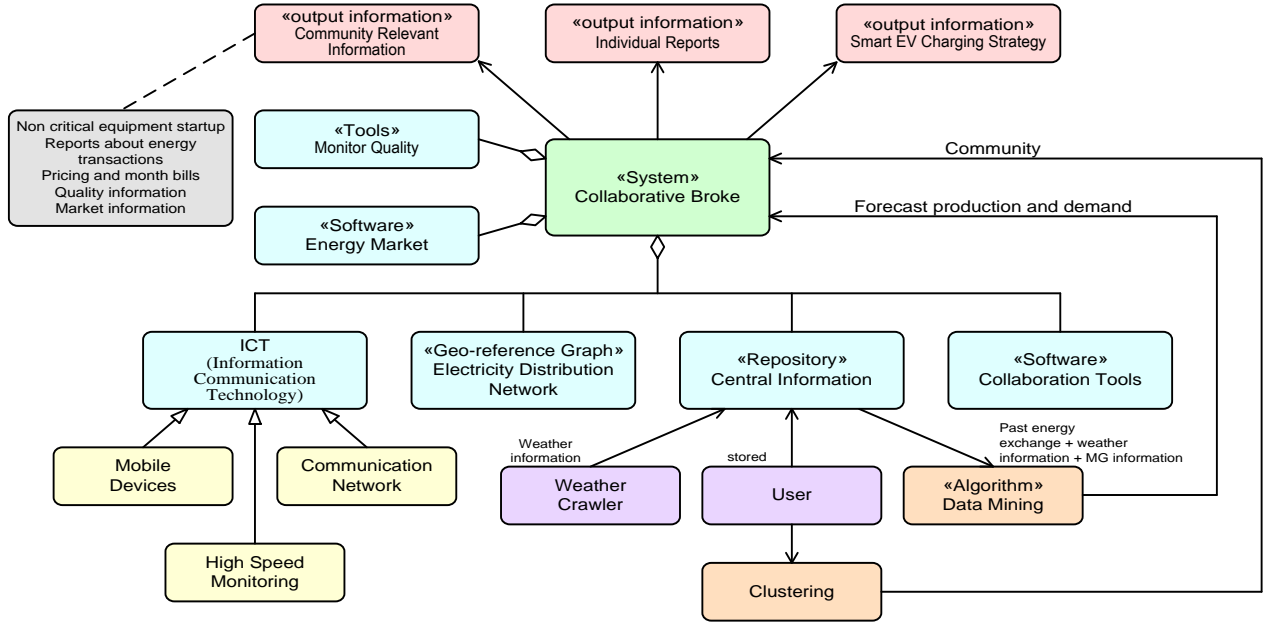 «output information»
Community Relevant
Information
«output information»
Individual Reports
«output information»
Smart EV Charging Strategy
Non critical equipment startup
Reports about energy
transactions
Pricing and month bills
Quality information
Market information
«Tools»
Monitor Quality
«System»
Collaborative Broke
Community
«Software»
Energy Market
Forecast production and demand
ICT
(Information
Communication
Technology)
«Geo-reference Graph»
Electricity Distribution
Network
«Repository»
Central Information
«Software»
Collaboration Tools
Mobile
Devices
Communication
Network
High Speed
Monitoring
Weather
information
stored
Past energy
exchange + weather
information + MG information
Weather
Crawler
User
«Algorithm»
Data Mining
Clustering